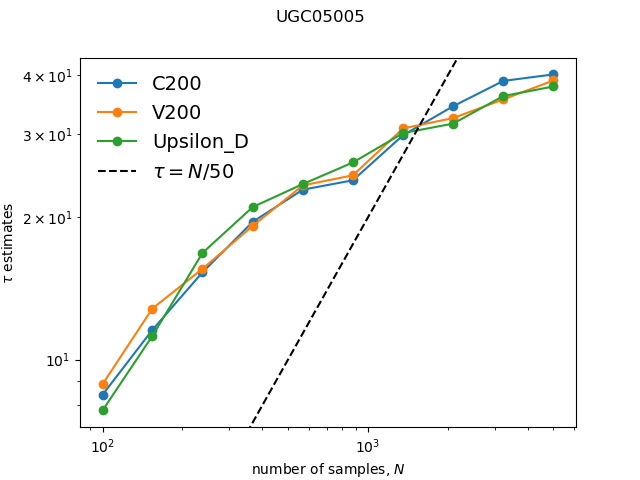 UGC05005
C200
V200
Upsilon_D
τ = N/50
4 × 10¹
3 × 10¹
2 × 10¹
10¹
τ estimates
10² 10³
number of samples, N